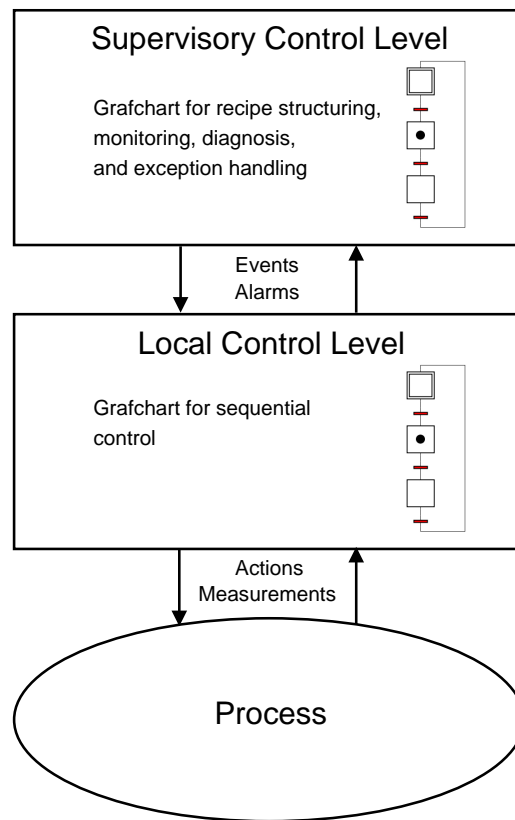 Supervisory Control Level
Grafchart for recipe structuring,
monitoring, diagnosis,
and exception handling
Events
Alarms
Local Control Level
Grafchart for sequential
control
Actions
Measurements
Process